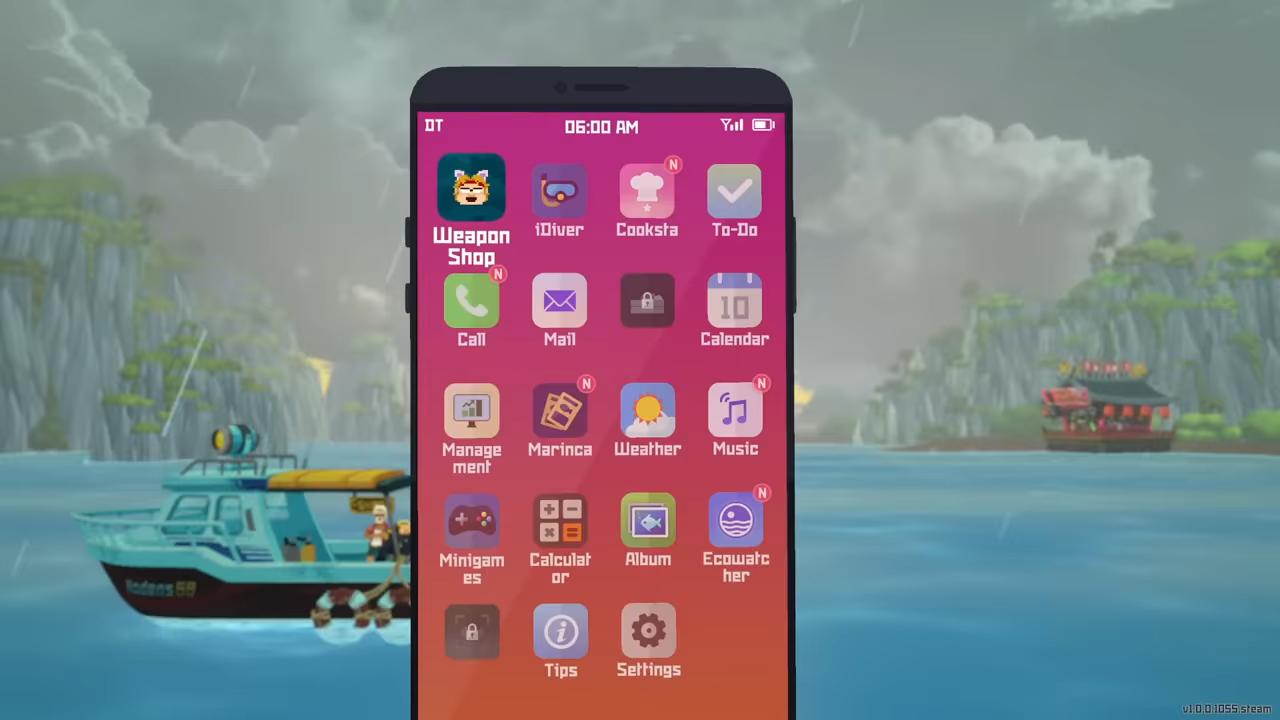 DT
06:00 AM
N
Weapon
Shop
iDiver
Cooksta
To-Do
N
10
Call
Mail
Calendar
N
N
Manage
ment
Marinca
Weather
Music
N
Minigam
es
Calculat
or
Album
Ecowatc
her
Tips
Settings
v1.0.0.1055.steam